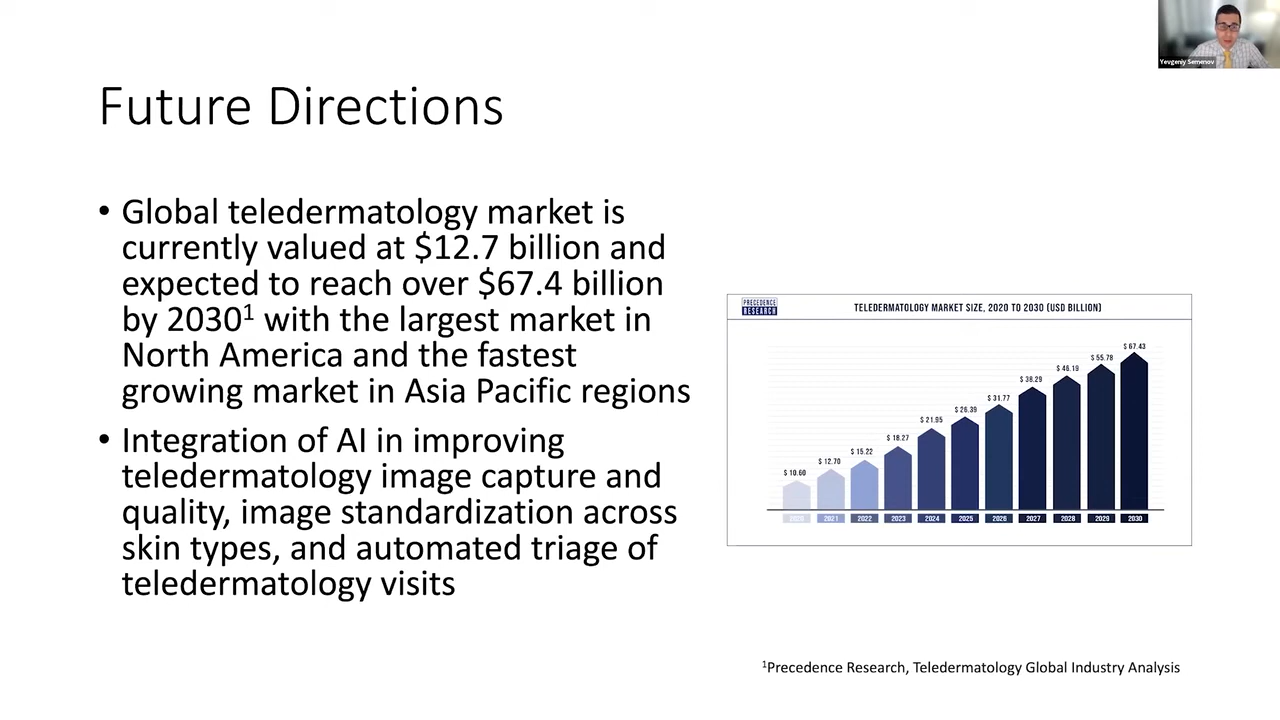 Yevgeniy Semenov
Future Directions
• Global teledermatology market is
currently valued at $12.7 billion and
expected to reach over $67.4 billion
by 2030¹ with the largest market in
North America and the fastest
growing market in Asia Pacific regions
• Integration of AI in improving
teledermatology image capture and
quality, image standardization across
skin types, and automated triage of
teledermatology visits
PRECEDENCE
RESEARCH
TELEDERMATOLOGY MARKET SIZE, 2020 TO 2030 (USD BILLION)
$ 10.60
$ 12.70
$ 15.22
$ 18.27
$ 21.95
$ 26.39
$ 31.77
$ 38.29
$ 46.19
$ 55.78
$ 67.43
2020 2021 2022 2023 2024 2025 2026 2027 2028 2029 2030
¹Precedence Research, Teledermatology Global Industry Analysis